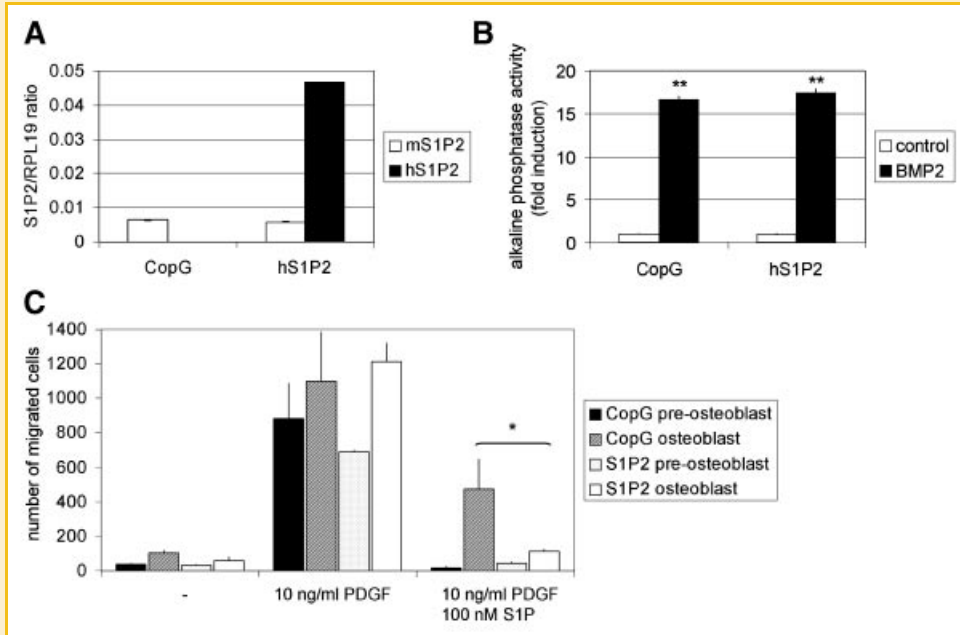 A
S1P2/RPL19 ratio
0.05
0.04
0.03
0.02
0.01
0
CopG
hS1P2
mS1P2
hS1P2
B
alkaline phosphatase activity
(fold induction)
20
15
10
5
0
**
**
CopG
hS1P2
control
BMP2
C
number of migrated cells
1400
1200
1000
800
600
400
200
0
*
-
10 ng/ml PDGF
10 ng/ml PDGF
100 nM S1P
CopG pre-osteoblast
CopG osteoblast
S1P2 pre-osteoblast
S1P2 osteoblast